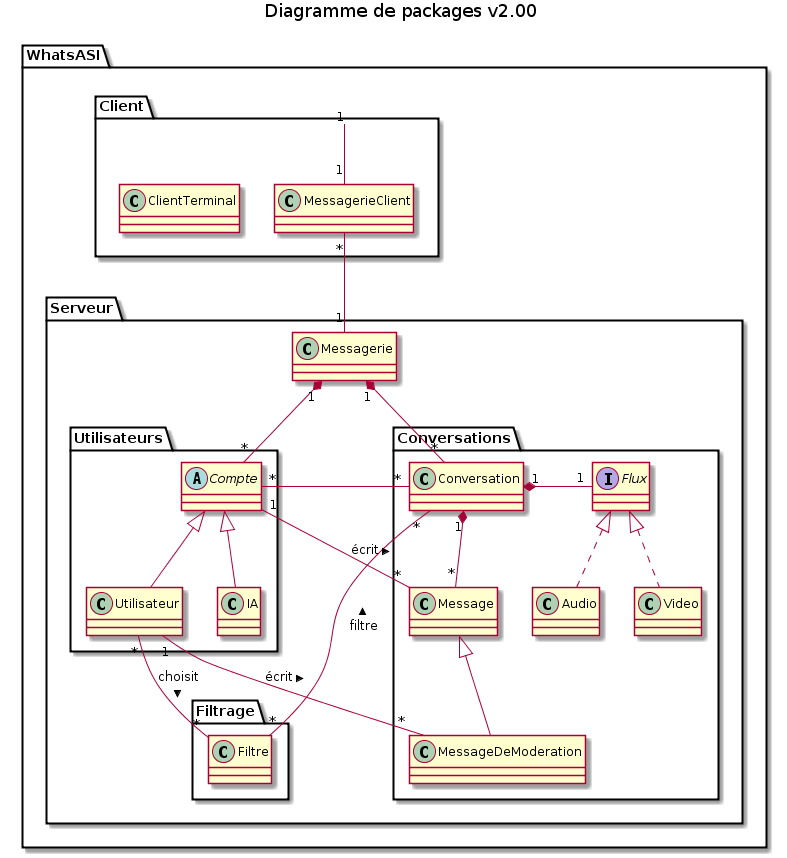 Diagramme de packages v2.00
WhatsASI
Client
1
1
C ClientTerminal
C MessagerieClient
*
Serveur
1
C Messagerie
1 1
* *
Utilisateurs
Conversations
A Compte
* *
C Conversation
1 1
I Flux
1
* 1
écrit ►
* *
C Utilisateur
C IA
C Message
C Audio
C Video
▲
filtre
* 1
choisit
▼
écrit ►
Filtrage
* * *
C Filtre
C MessageDeModeration